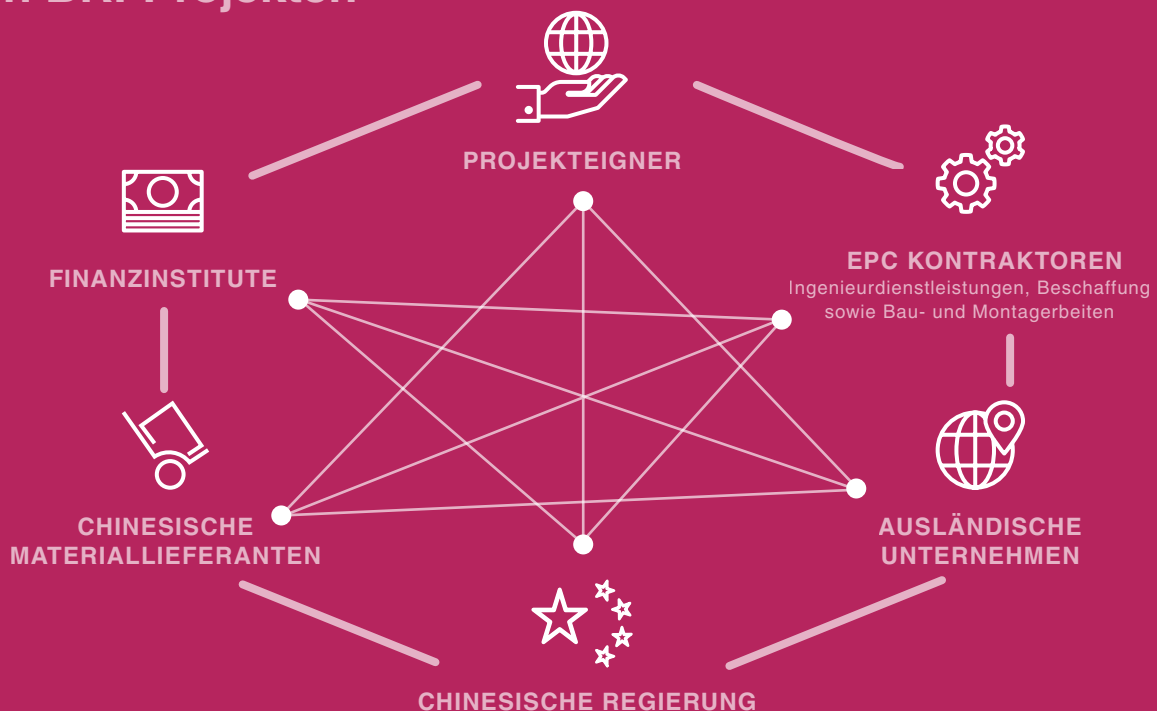 PROJEKTEIGNER
FINANZINSTITUTE
EPC KONTRAKTOREN
Ingenieurdienstleistungen, Beschaffung
sowie Bau- und Montagerbeiten
CHINESISCHE
MATERIALLIEFERANTEN
AUSLÄNDISCHE
UNTERNEHMEN
CHINESISCHE REGIERUNG